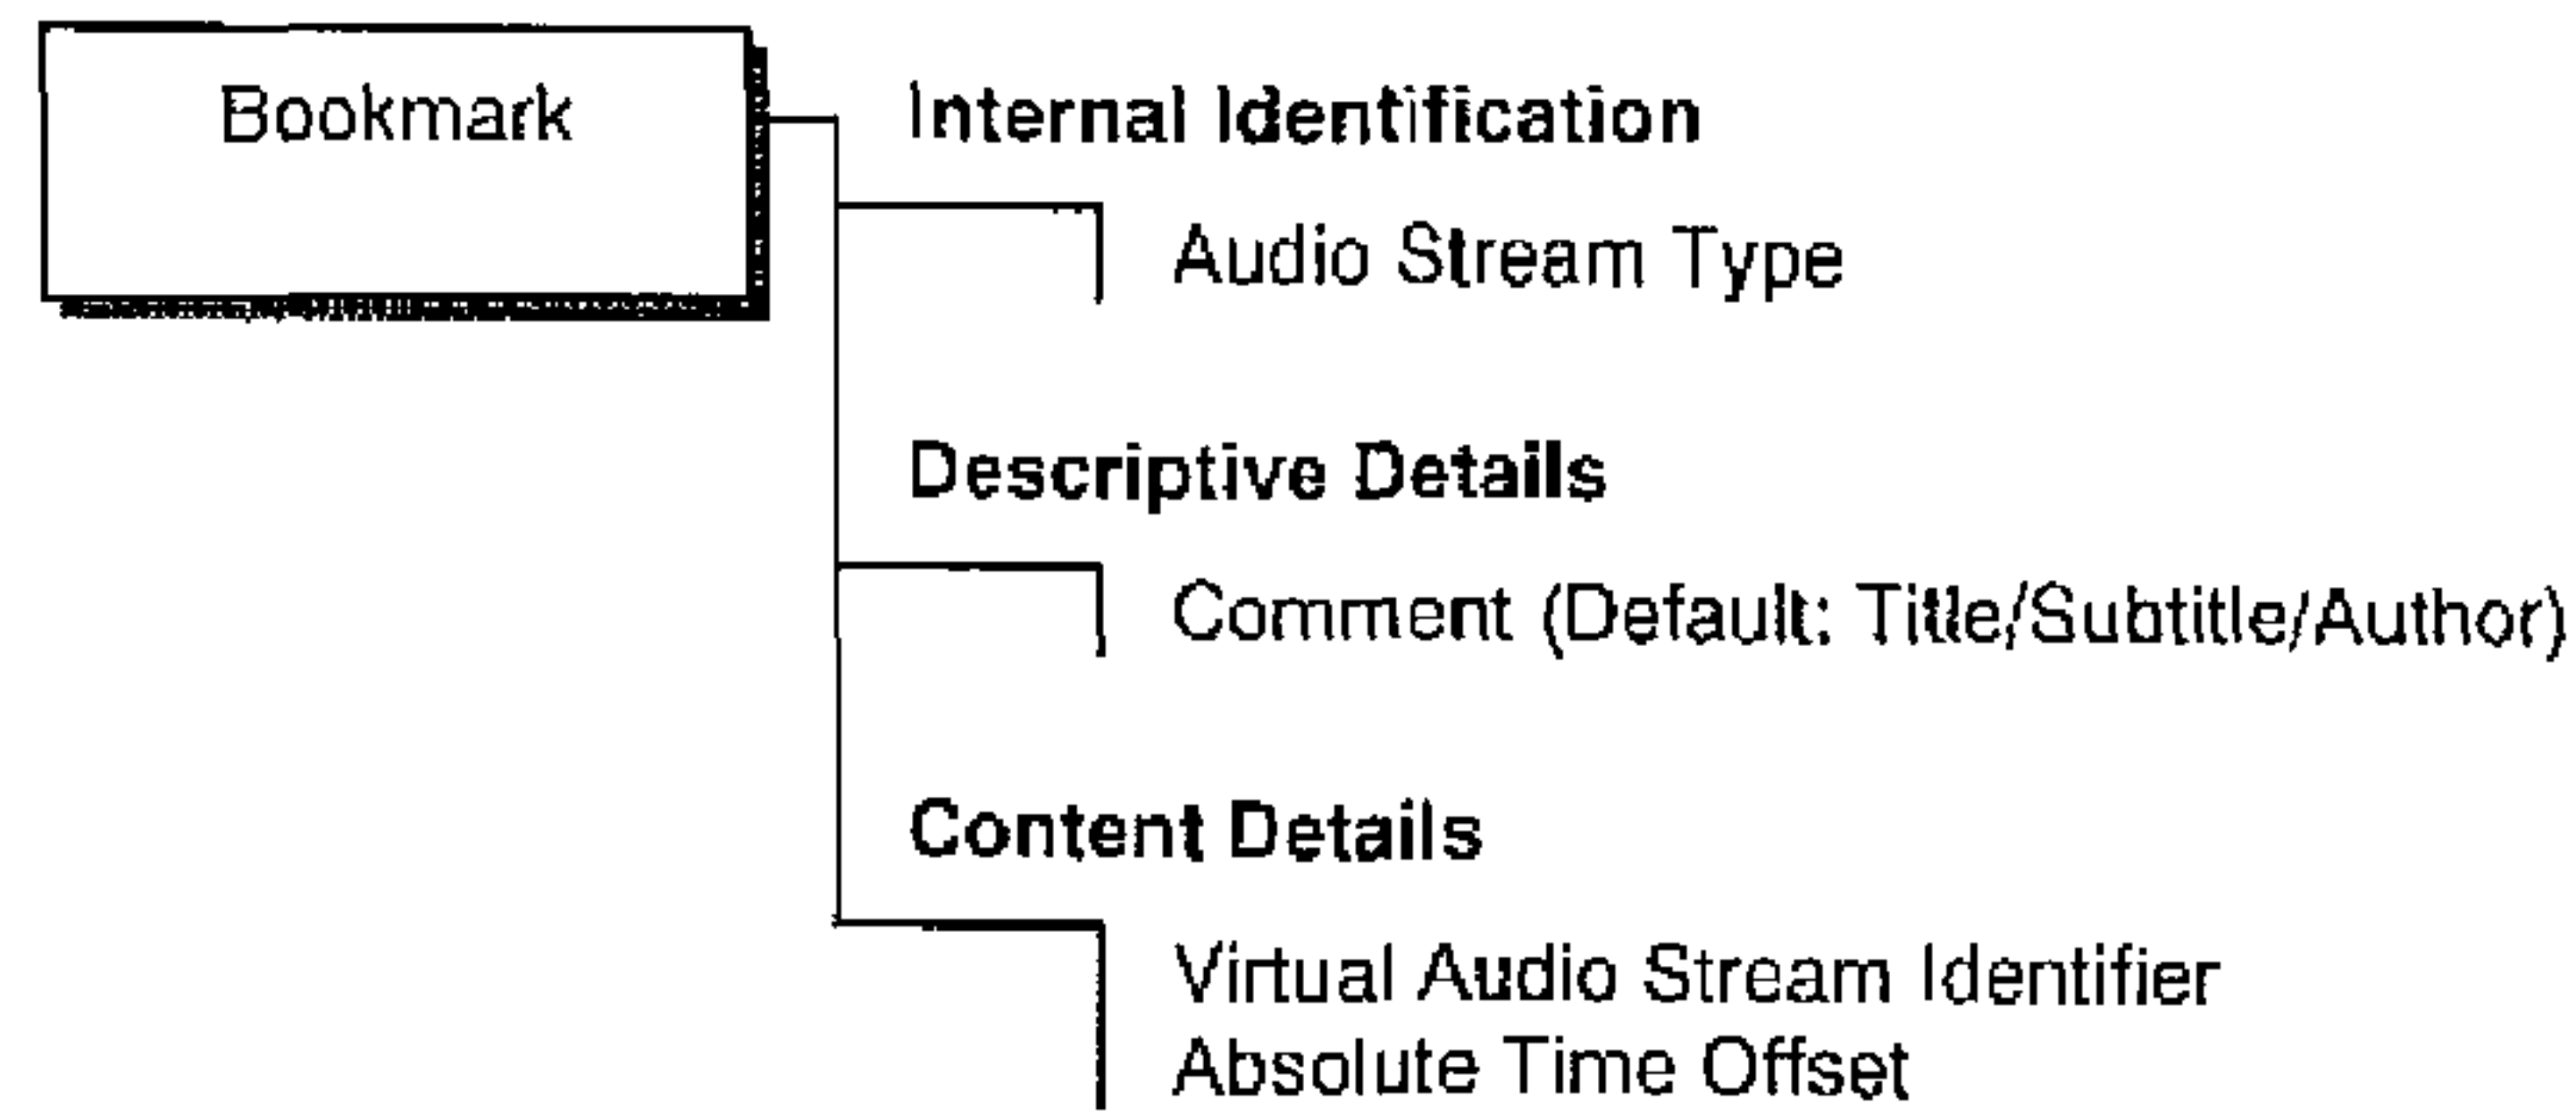 Bookmark
Internal Identification
Audio Stream Type
Descriptive Details
Comment (Default: Title/Subtitle/Author)
Content Details
Virtual Audio Stream Identifier
Absolute Time Offset